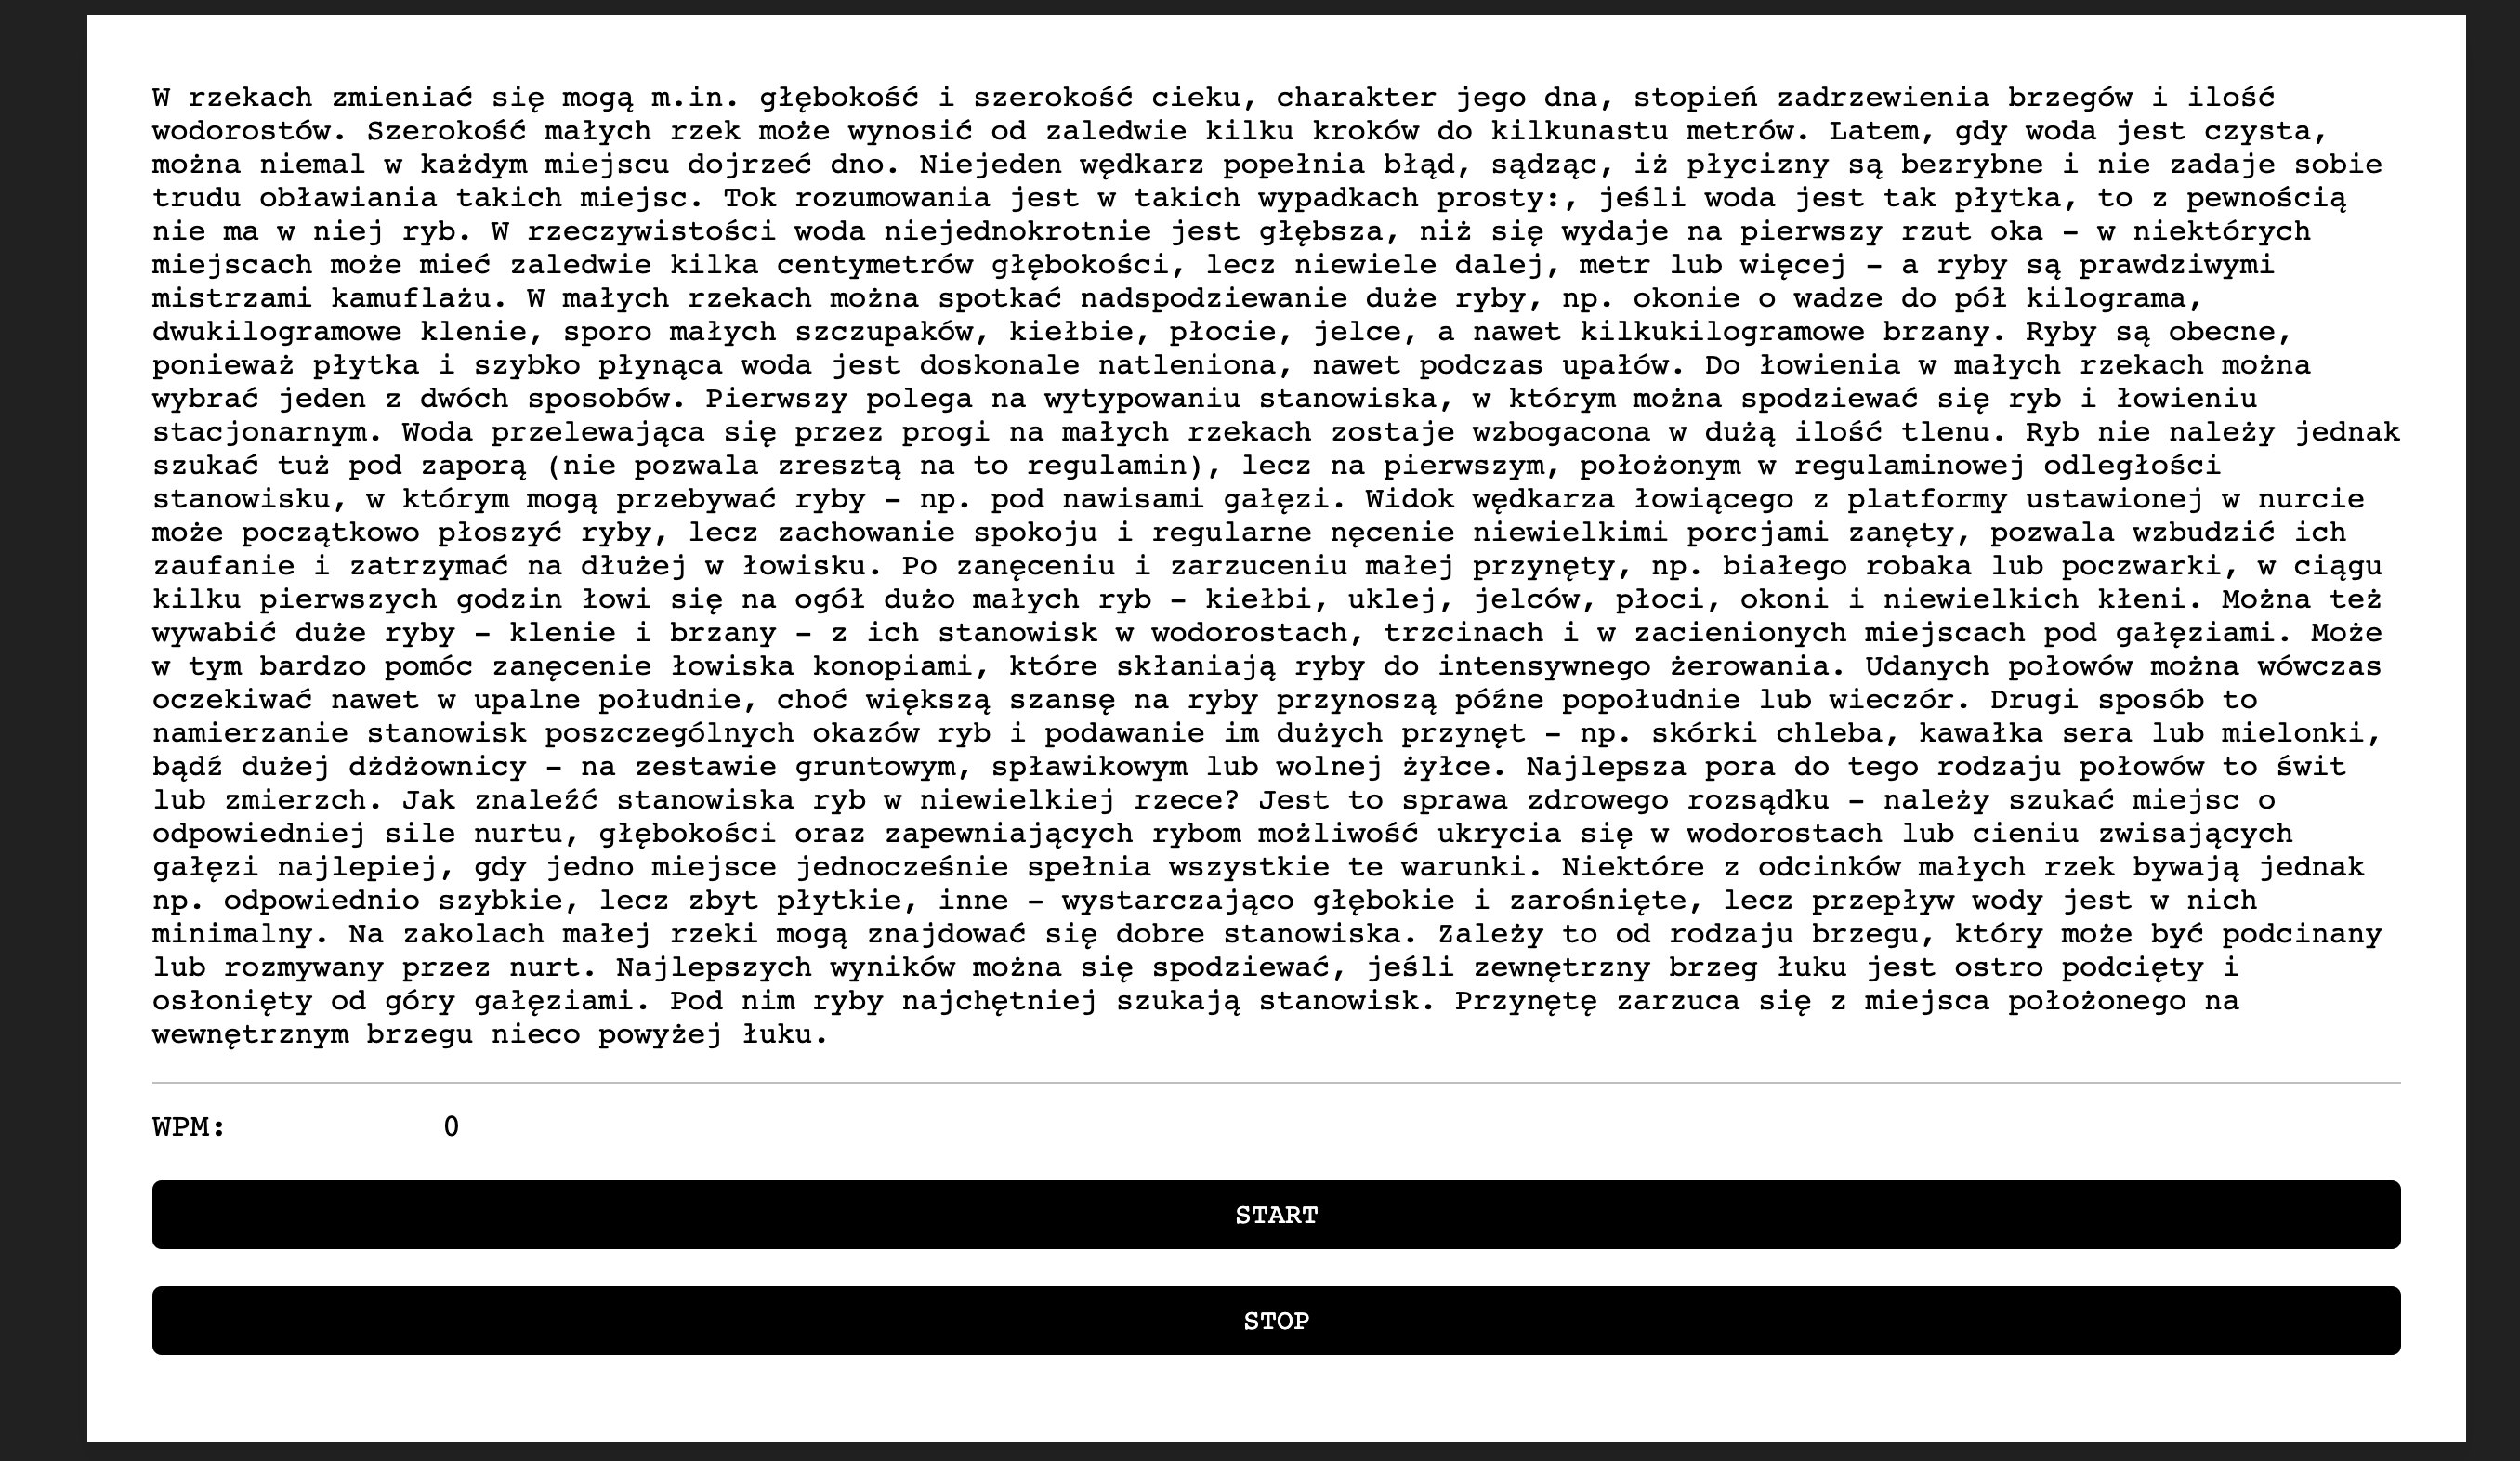 W rzekach zmieniać się mogą m.in. głębokość i szerokość cieku, charakter jego dna, stopień zadrzewienia brzegów i ilość
wodorostów. Szerokość małych rzek może wynosić od zaledwie kilku kroków do kilkunastu metrów. Latem, gdy woda jest czysta,
można niemal w każdym miejscu dojrzeć dno. Niejeden wędkarz popełnia błąd, sądząc, iż płycizny są bezrybne i nie zadaje sobie
trudu obławiania takich miejsc. Tok rozumowania jest w takich wypadkach prosty:, jeśli woda jest tak płytka, to z pewnością
nie ma w niej ryb. W rzeczywistości woda niejednokrotnie jest głębsza, niż się wydaje na pierwszy rzut oka – w niektórych
miejscach może mieć zaledwie kilka centymetrów głębokości, lecz niewiele dalej, metr lub więcej – a ryby są prawdziwymi
mistrzami kamuflażu. W małych rzekach można spotkać nadspodziewanie duże ryby, np. okonie o wadze do pół kilograma,
dwukilogramowe klenie, sporo małych szczupaków, kiełbie, płocie, jelce, a nawet kilkukilogramowe brzany. Ryby są obecne,
ponieważ płytka i szybko płynąca woda jest doskonale natleniona, nawet podczas upałów. Do łowienia w małych rzekach można
wybrać jeden z dwóch sposobów. Pierwszy polega na wytypowaniu stanowiska, w którym można spodziewać się ryb i łowieniu
stacjonarnym. Woda przelewająca się przez progi na małych rzekach zostaje wzbogacona w dużą ilość tlenu. Ryb nie należy jednak
szukać tuż pod zaporą (nie pozwala zresztą na to regulamin), lecz na pierwszym, położonym w regulaminowej odległości
stanowisku, w którym mogą przebywać ryby – np. pod nawisami gałęzi. Widok wędkarza łowiącego z platformy ustawionej w nurcie
może początkowo płoszyć ryby, lecz zachowanie spokoju i regularne nęcenie niewielkimi porcjami zanęty, pozwala wzbudzić ich
zaufanie i zatrzymać na dłużej w łowisku. Po zanęceniu i zarzuceniu małej przynęty, np. białego robaka lub poczwarki, w ciągu
kilku pierwszych godzin łowi się na ogół dużo małych ryb – kiełbi, uklej, jelców, płoci, okoni i niewielkich kłeni. Można też
wywabić duże ryby – klenie i brzany – z ich stanowisk w wodorostach, trzcinach i w zacienionych miejscach pod gałęziami. Może
w tym bardzo pomóc zanęcenie łowiska konopiami, które skłaniają ryby do intensywnego żerowania. Udanych połowów można wówczas
oczekiwać nawet w upalne południe, choć większą szansę na ryby przynoszą późne popołudnie lub wieczór. Drugi sposób to
namierzanie stanowisk poszczególnych okazów ryb i podawanie im dużych przynęt – np. skórki chleba, kawałka sera lub mielonki,
bądź dużej dżdżownicy – na zestawie gruntowym, spławikowym lub wolnej żyłce. Najlepsza pora do tego rodzaju połowów to świt
lub zmierzch. Jak znaleźć stanowiska ryb w niewielkiej rzece? Jest to sprawa zdrowego rozsądku – należy szukać miejsc o
odpowiedniej sile nurtu, głębokości oraz zapewniających rybom możliwość ukrycia się w wodorostach lub cieniu zwisających
gałęzi najlepiej, gdy jedno miejsce jednocześnie spełnia wszystkie te warunki. Niektóre z odcinków małych rzek bywają jednak
np. odpowiednio szybkie, lecz zbyt płytkie, inne – wystarczająco głębokie i zarośnięte, lecz przepływ wody jest w nich
minimalny. Na zakolach małej rzeki mogą znajdować się dobre stanowiska. Zależy to od rodzaju brzegu, który może być podcinany
lub rozmywany przez nurt. Najlepszych wyników można się spodziewać, jeśli zewnętrzny brzeg łuku jest ostro podcięty i
osłonięty od góry gałęziami. Pod nim ryby najchętniej szukają stanowisk. Przynętę zarzuca się z miejsca położonego na
wewnętrznym brzegu nieco powyżej łuku.
WPM: 0
START
STOP